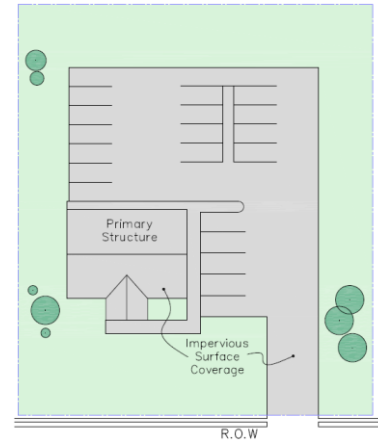 Primary
Structure
Impervious
Surface
Coverage
R.O.W